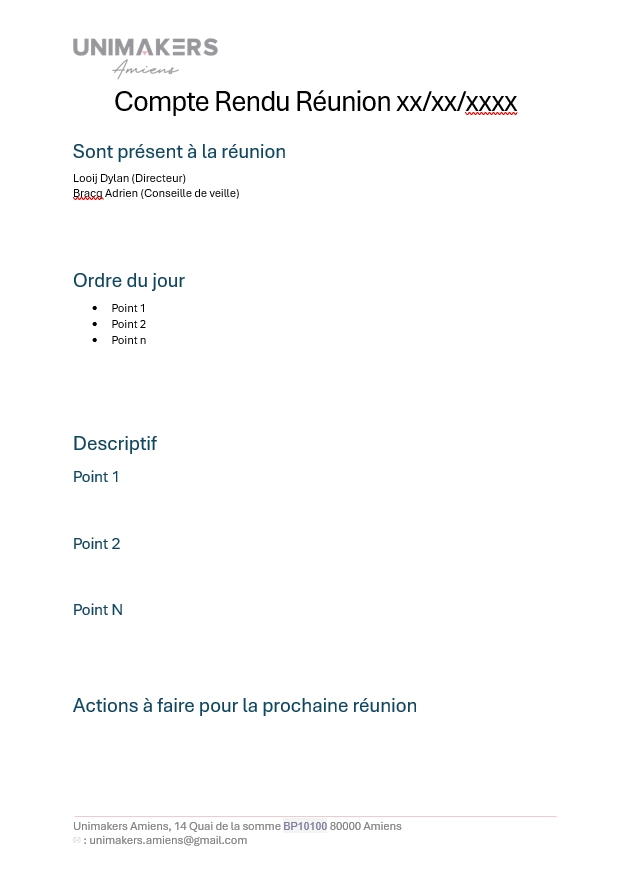 UNIMAKERS
Amiens
Compte Rendu Réunion xx/xx/xxxx
Sont présent à la réunion
Looij Dylan (Directeur)
Bracq Adrien (Conseille de veille)
Ordre du jour
• Point 1
• Point 2
• Point n
Descriptif
Point 1
Point 2
Point N
Actions à faire pour la prochaine réunion
Unimakers Amiens, 14 Quai de la somme BP10100 80000 Amiens
✉ : unimakers.amiens@gmail.com